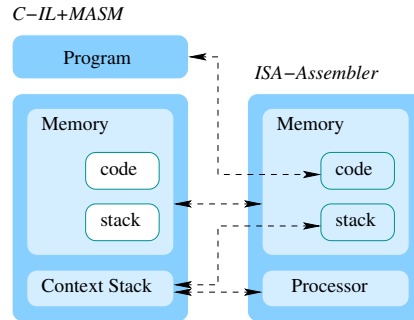 C−IL+MASM
Program
Memory
code
stack
Context Stack
ISA−Assembler
Memory
code
stack
Processor